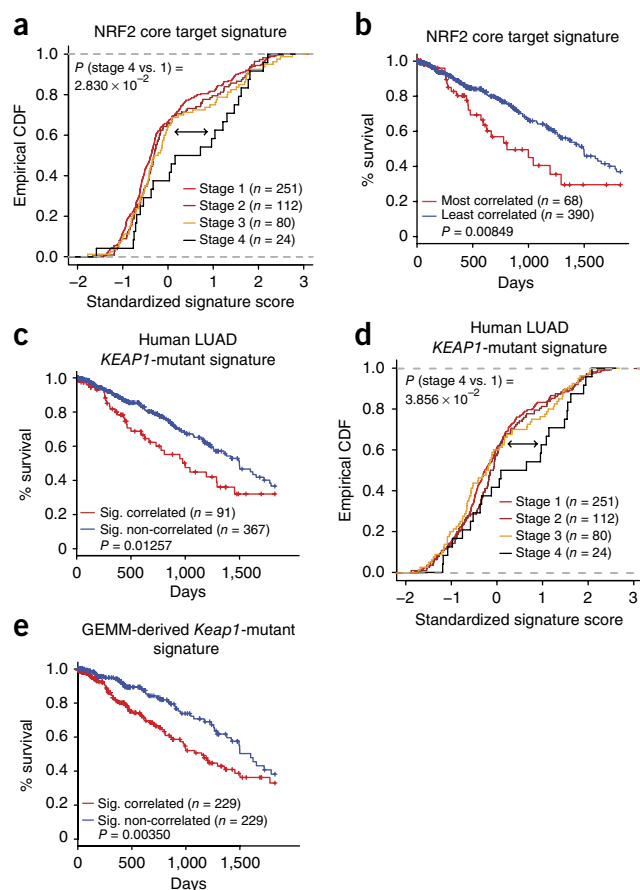 a
NRF2 core target signature
P (stage 4 vs. 1) =
2.830 × 10⁻²
Empirical CDF
1.0
0.8
0.6
0.4
0.2
0.0
Stage 1 (n = 251)
Stage 2 (n = 112)
Stage 3 (n = 80)
Stage 4 (n = 24)
−2 −1 0 1 2 3
Standardized signature score
b
NRF2 core target signature
% survival
1.0
0.8
0.6
0.4
0.2
0.0
Most correlated (n = 68)
Least correlated (n = 390)
P = 0.00849
0 500 1,000 1,500
Days
c
Human LUAD
KEAP1-mutant signature
% survival
1.0
0.8
0.6
0.4
0.2
0.0
Sig. correlated (n = 91)
Sig. non-correlated (n = 367)
P = 0.01257
0 500 1,000 1,500
Days
d
Human LUAD
KEAP1-mutant signature
P (stage 4 vs. 1) =
3.856 × 10⁻²
Empirical CDF
1.0
0.8
0.6
0.4
0.2
0.0
Stage 1 (n = 251)
Stage 2 (n = 112)
Stage 3 (n = 80)
Stage 4 (n = 24)
−2 −1 0 1 2 3
Standardized signature score
e
GEMM-derived Keap1-mutant
signature
% survival
1.0
0.8
0.6
0.4
0.2
0.0
Sig. correlated (n = 229)
Sig. non-correlated (n = 229)
P = 0.00350
0 500 1,000 1,500
Days